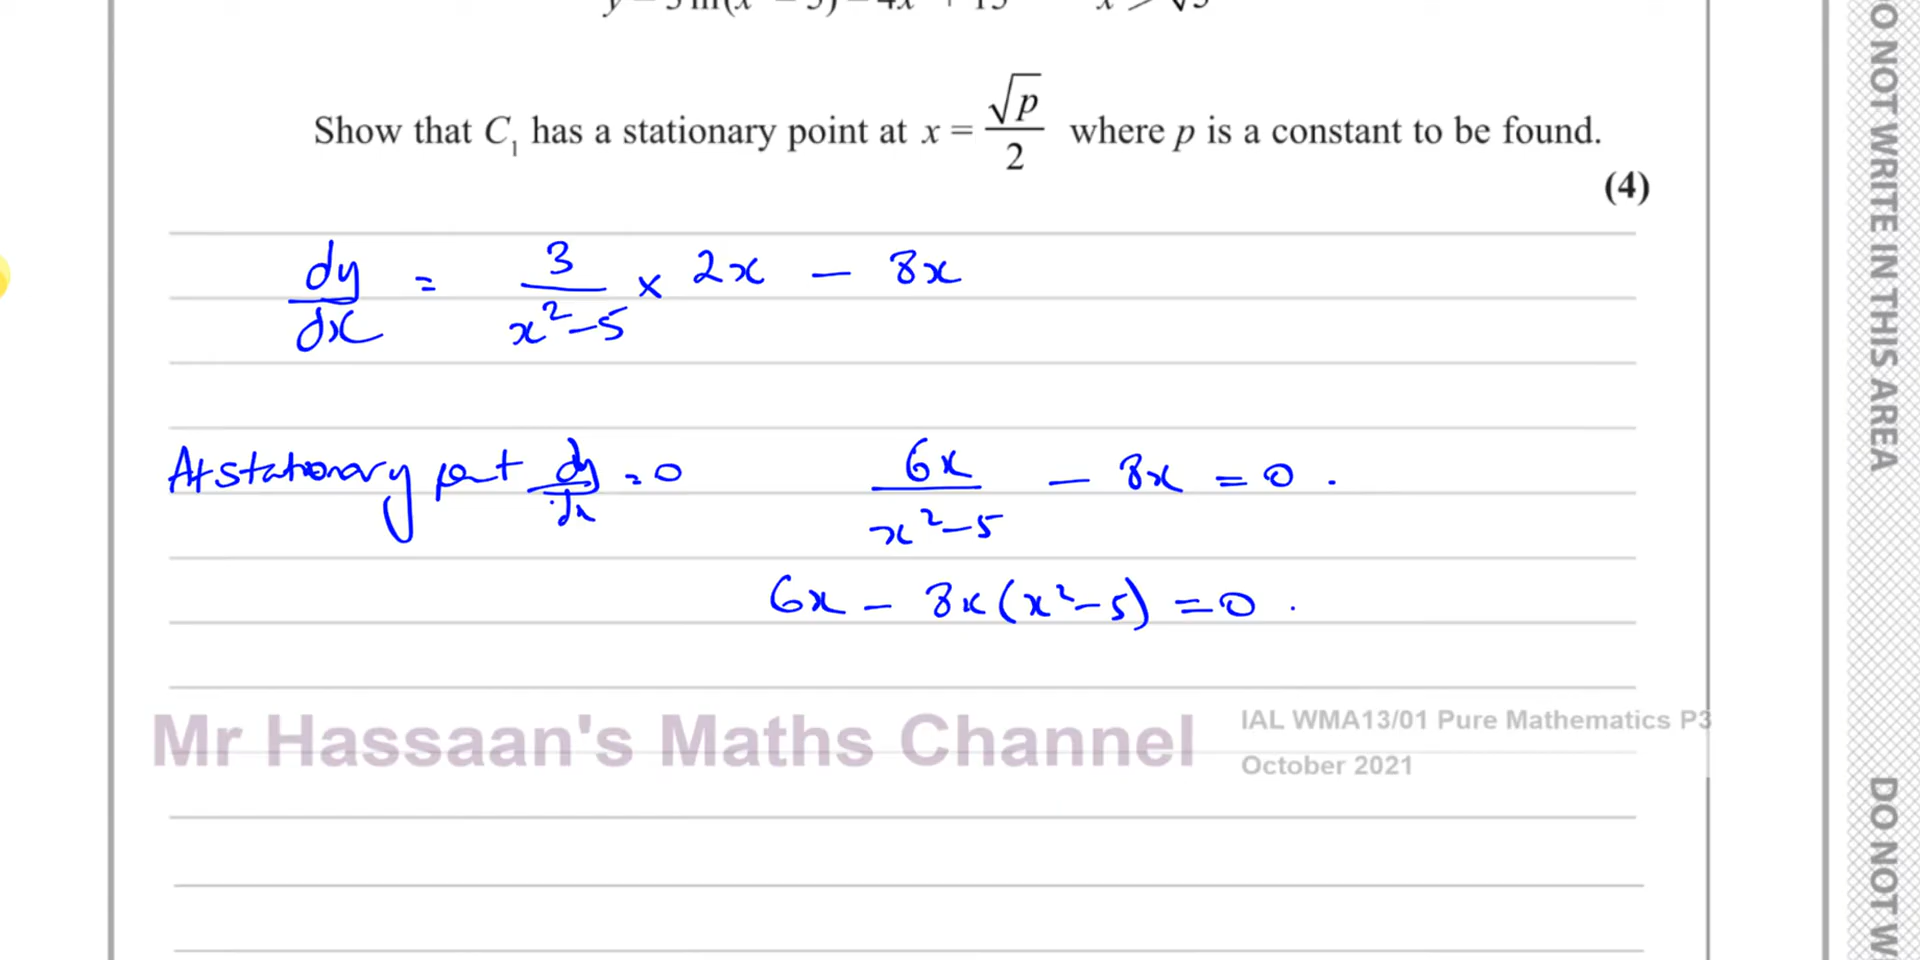 Show that C₁ has a stationary point at x = √p/2 where p is a constant to be found.
(4)
dy/dx = 3/(x²-5) × 2x - 8x
At stationary point dy/dx = 0 6x/(x²-5) - 8x = 0.
6x - 8x(x²-5) = 0.
Mr Hassaan's Maths Channel
IAL WMA13/01 Pure Mathematics P3
October 2021
DO NOT WRITE IN THIS AREA
DO NOT W